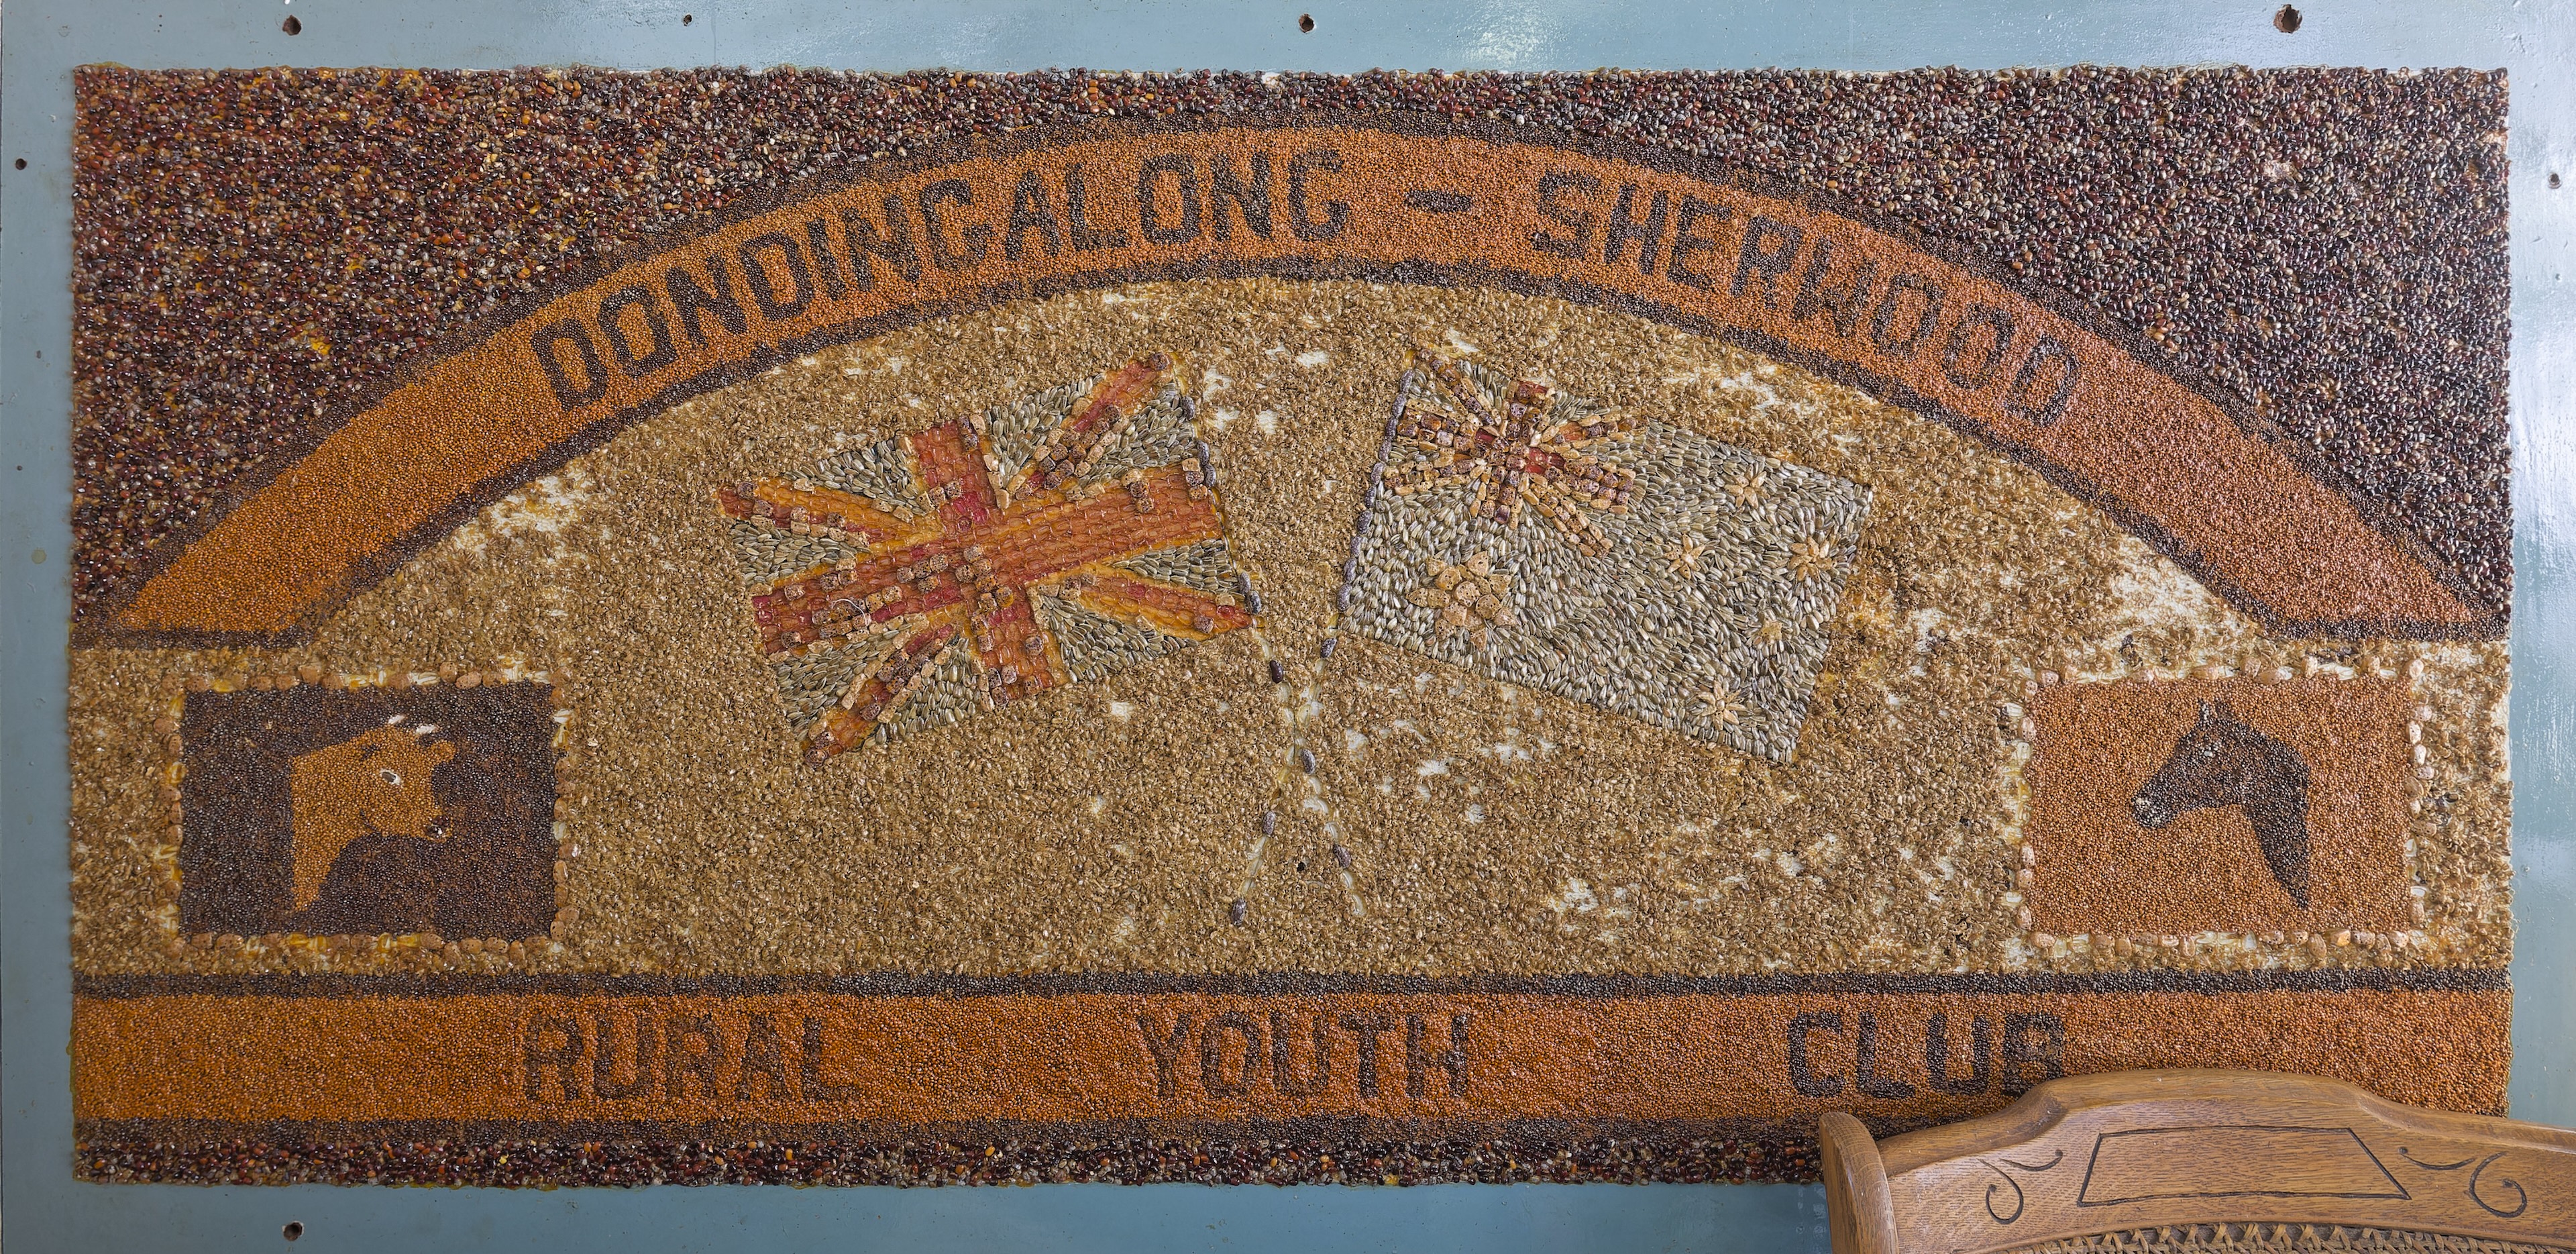 DONDINGALONG - SHERWOOD
RURAL YOUTH CLUB